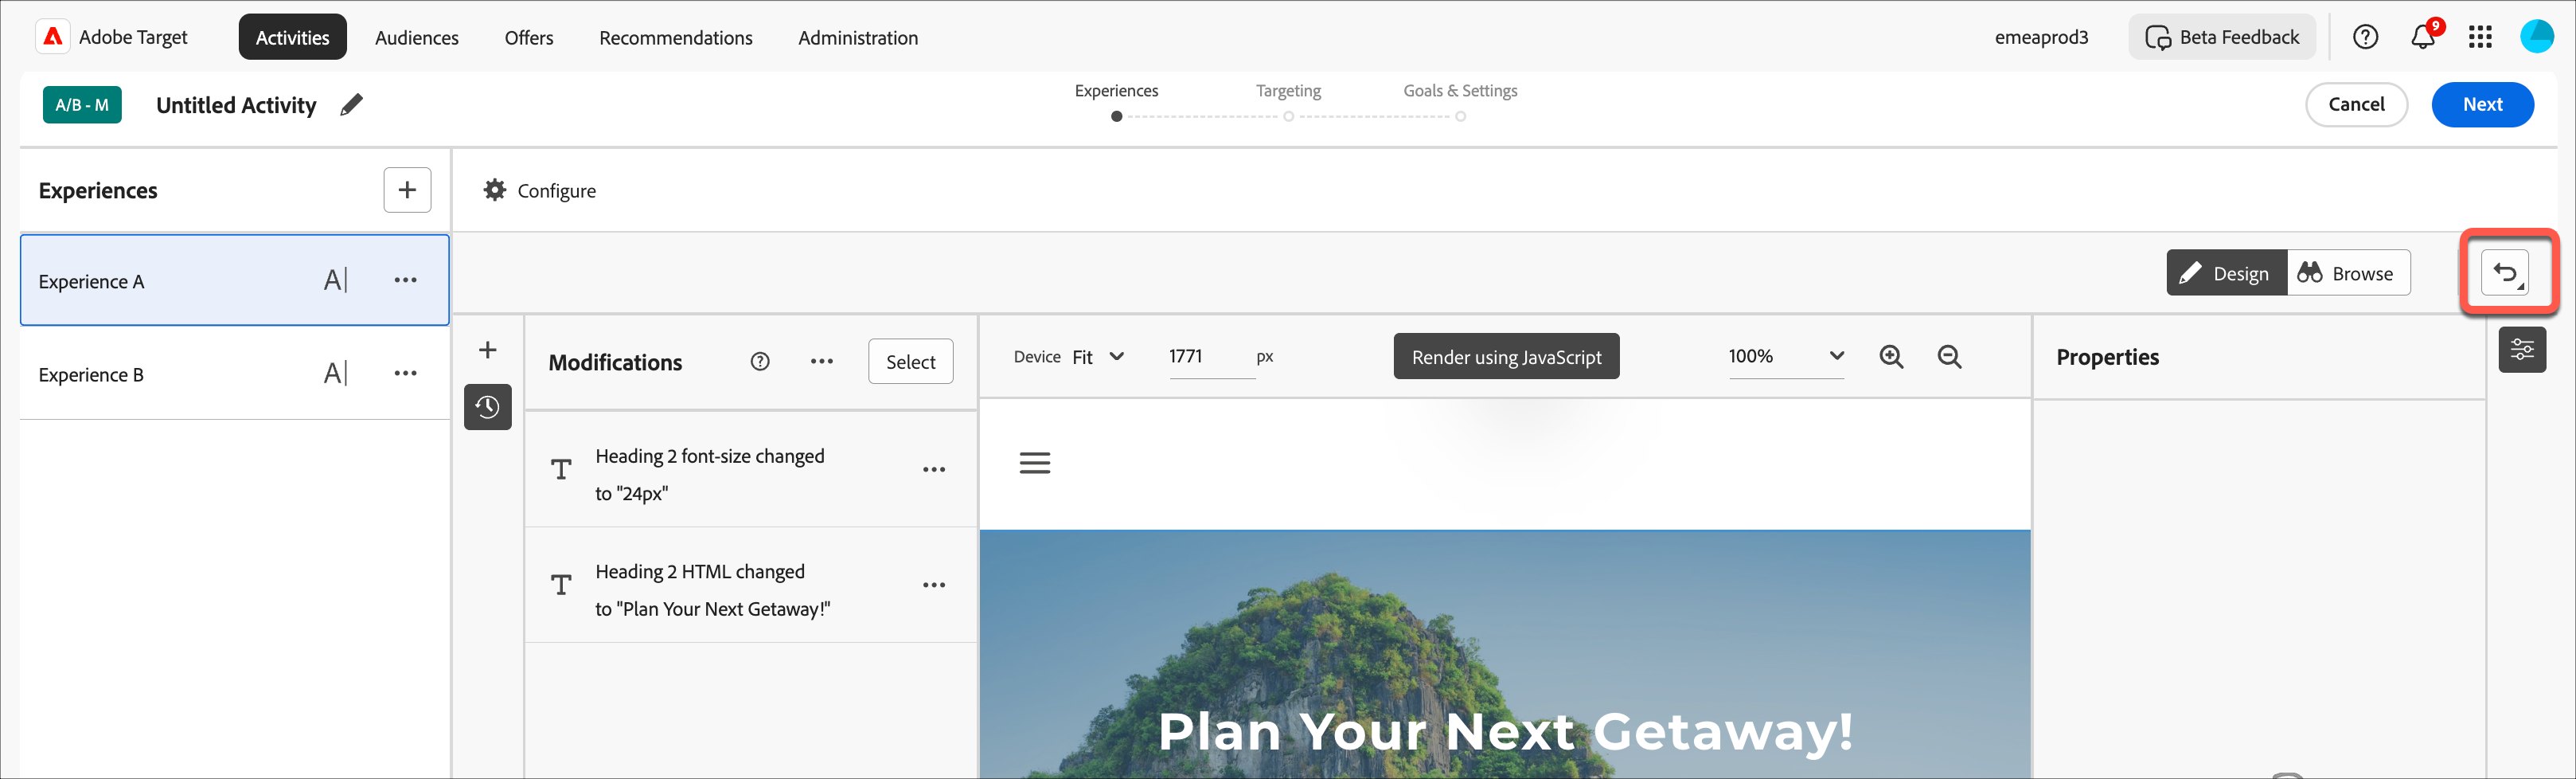 Adobe Target
Activities
Audiences
Offers
Recommendations
Administration
emeaprod3
Beta Feedback
9
A/B - M
Untitled Activity
Experiences
Targeting
Goals & Settings
Cancel
Next
Experiences
Configure
Experience A
A
Design
Browse
Experience B
A
Modifications
Select
Device Fit
1771 px
Render using JavaScript
100%
Properties
Heading 2 font-size changed
to "24px"
Heading 2 HTML changed
to "Plan Your Next Getaway!"
Plan Your Next Getaway!